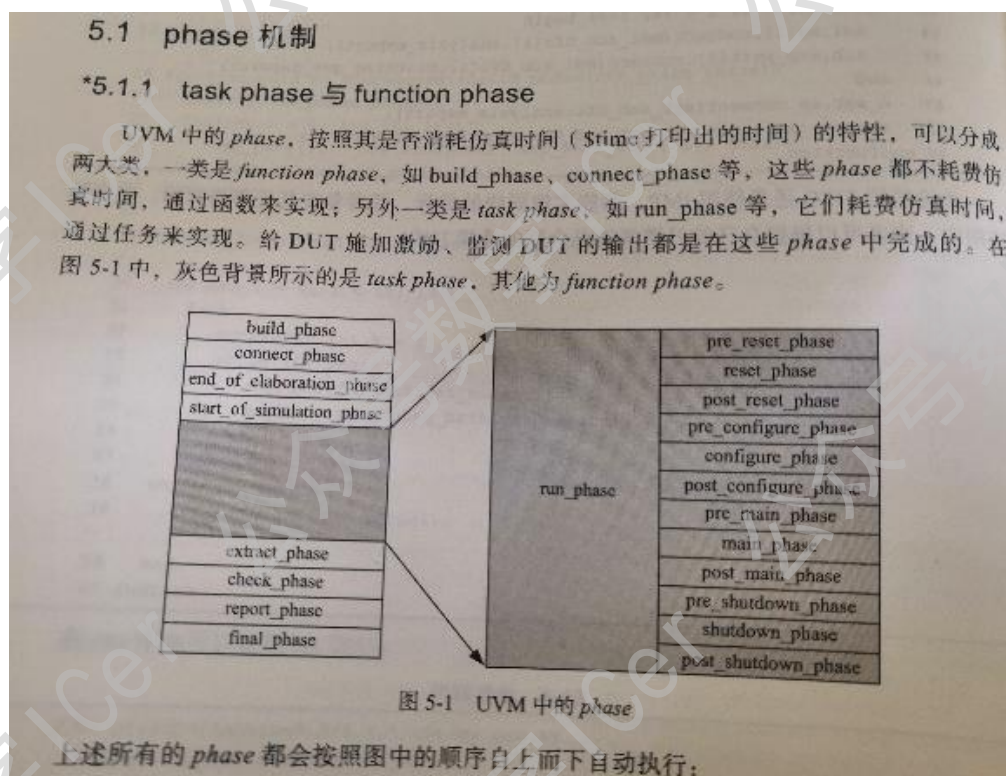 5.1 phase 机制
*5.1.1 task phase 与 function phase
UVM 中的 phase，按照其是否消耗仿真时间（$time 打印出的时间）的特性，可以分成
两大类，一类是 function phase，如 build_phase、connect_phase 等，这些 phase 都不耗费仿
真时间，通过函数来实现；另外一类是 task phase，如 run_phase 等，它们耗费仿真时间，
通过任务来实现。给 DUT 施加激励、监测 DUT 的输出都是在这些 phase 中完成的。在
图 5-1 中，灰色背景所示的是 task phase，其他为 function phase。
build_phase
connect_phase
end_of_elaboration_phase
start_of_simulation_phase
extract_phase
check_phase
report_phase
final_phase
run_phase
pre_reset_phase
reset_phase
post_reset_phase
pre_configure_phase
configure_phase
post_configure_phase
pre_main_phase
main_phase
post_main_phase
pre_shutdown_phase
shutdown_phase
post_shutdown_phase
图 5-1 UVM 中的 phase
上述所有的 phase 都会按照图中的顺序自上而下自动执行：
公众号
数字ICer